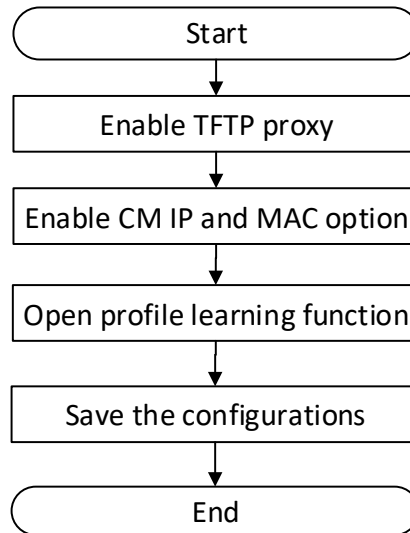 Start
Enable TFTP proxy
Enable CM IP and MAC option
Open profile learning function
Save the configurations
End